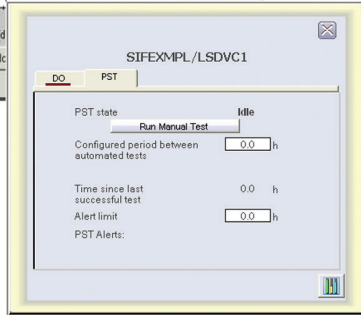 SIFEXMPL/LSDVC1
DO PST
PST state Idle
Run Manual Test
Configured period between 0.0 h
automated tests
Time since last 0.0 h
successful test
Alert limit 0.0 h
PST Alerts: